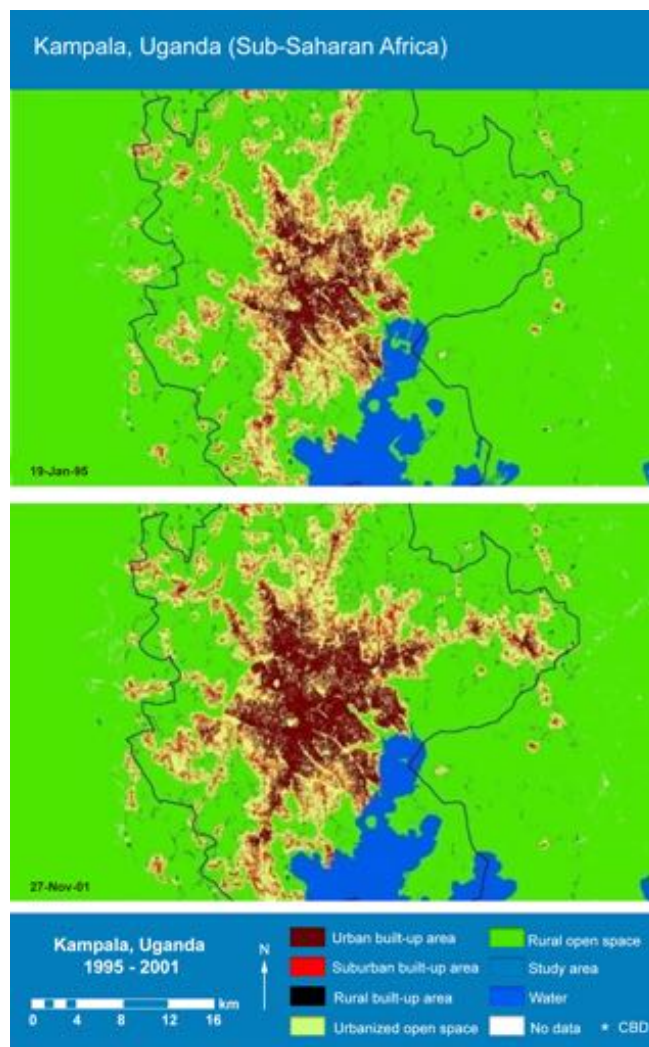 Kampala, Uganda (Sub-Saharan Africa)
19-Jan-95
27-Nov-01
Kampala, Uganda
1995 - 2001
km
0 4 8 12 16
N
Urban built-up area
Suburban built-up area
Rural built-up area
Urbanized open space
Rural open space
Study area
Water
No data
CBD